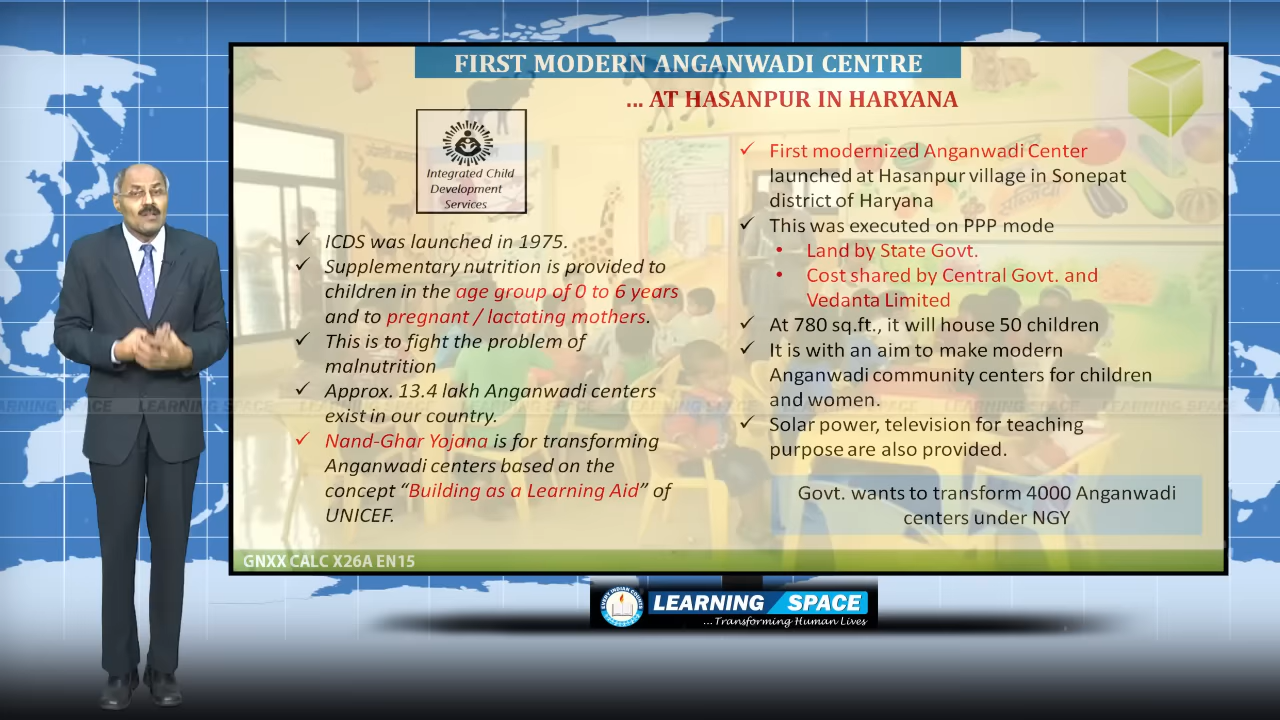 FIRST MODERN ANGANWADI CENTRE
... AT HASANPUR IN HARYANA
Integrated Child
Development
Services
✓ ICDS was launched in 1975.
✓ Supplementary nutrition is provided to
children in the age group of 0 to 6 years
and to pregnant / lactating mothers.
✓ This is to fight the problem of
malnutrition
✓ Approx. 13.4 lakh Anganwadi centers
exist in our country.
✓ Nand-Ghar Yojana is for transforming
Anganwadi centers based on the
concept “Building as a Learning Aid” of
UNICEF.
✓ First modernized Anganwadi Center
launched at Hasanpur village in Sonepat
district of Haryana
✓ This was executed on PPP mode
• Land by State Govt.
• Cost shared by Central Govt. and
Vedanta Limited
✓ At 780 sq.ft., it will house 50 children
✓ It is with an aim to make modern
Anganwadi community centers for children
and women.
✓ Solar power, television for teaching
purpose are also provided.
Govt. wants to transform 4000 Anganwadi
centers under NGY
GNXX CALC X26A EN15
LEARNING SPACE
...Transforming Human Lives
LEARNING SPACE LEARNING SPACE